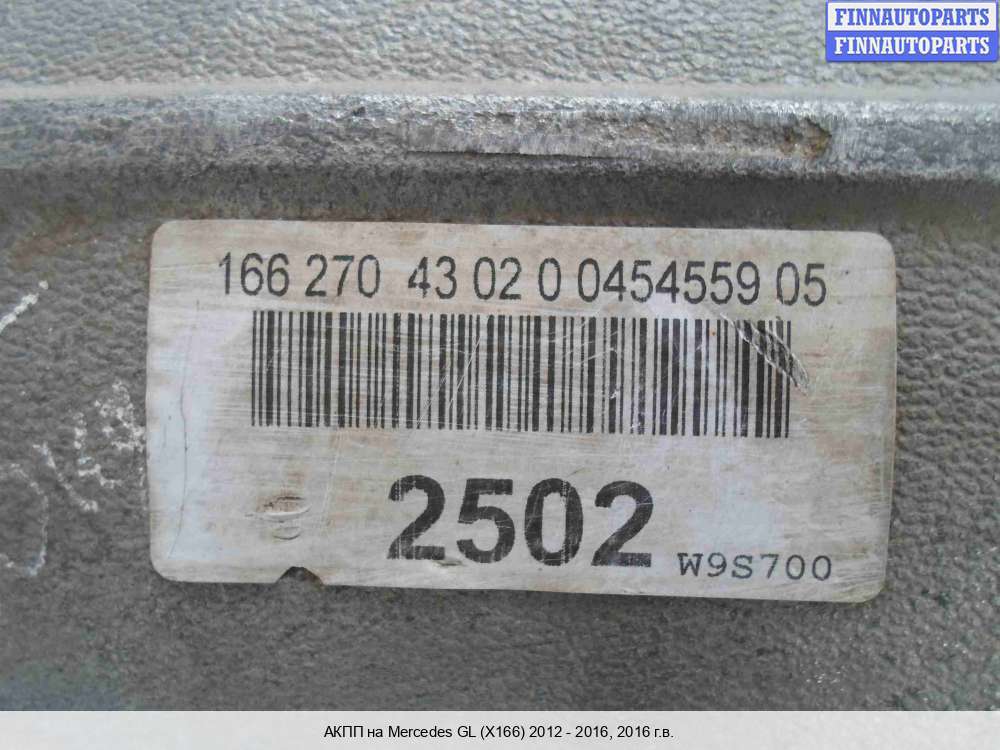 FINNAUTOPARTS
FINNAUTOPARTS
166 270 43 02 0 0454559 05
2502
W9S700
АКПП на Mercedes GL (X166) 2012 - 2016, 2016 г.в.